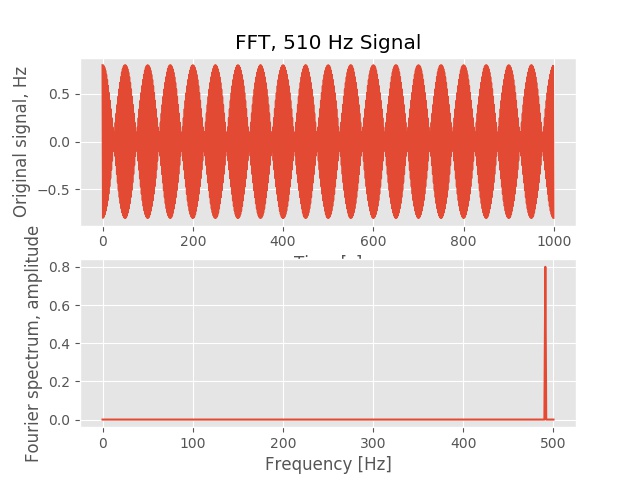 FFT, 510 Hz Signal
Original signal, Hz
0.5
0.0
−0.5
0 200 400 600 800 1000
Fourier spectrum, amplitude
0.8
0.6
0.4
0.2
0.0
0 100 200 300 400 500
Frequency [Hz]